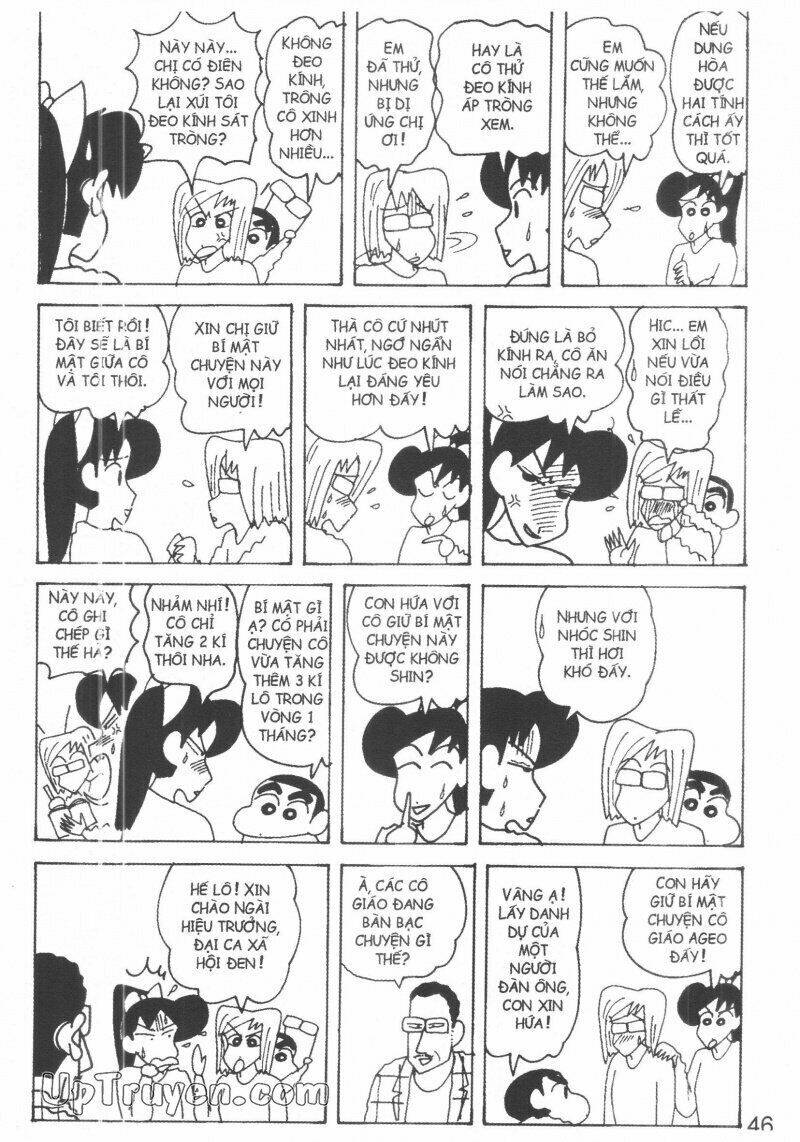 NẾU
DUNG
HÒA
ĐƯỢC
HAI TÍNH
CÁCH ẤY
THÌ TỐT
QUÁ.
EM
CŨNG MUỐN
THẾ LẮM,
NHƯNG
KHÔNG
THỂ...
HAY LÀ
CÔ THỬ
ĐEO KÍNH
ÁP TRÒNG
XEM.
EM
ĐÃ THỬ,
NHƯNG
BỊ DỊ
ỨNG CHỊ
ƠI!
KHÔNG
ĐEO
KÍNH,
TRÔNG
CÔ XINH
HƠN
NHIỀU...
NÀY NÀY...
CHỊ CÓ ĐIÊN
KHÔNG? SAO
LẠI XÚI TÔI
ĐEO KÍNH SÁT
TRÒNG?
HIC... EM
XIN LỖI
NẾU VỪA
NÓI ĐIỀU
GÌ THẤT
LỄ...
ĐÚNG LÀ BỎ
KÍNH RA, CÔ ĂN
NÓI CHẲNG RA
LÀM SAO.
THÀ CÔ CỨ NHÚT
NHÁT, NGỚ NGẨN
NHƯ LÚC ĐEO KÍNH
LẠI ĐÁNG YÊU
HƠN ĐẤY!
XIN CHỊ GIỮ
BÍ MẬT
CHUYỆN NÀY
VỚI MỌI
NGƯỜI!
TÔI BIẾT RỒI!
ĐÂY SẼ LÀ BÍ
MẬT GIỮA CÔ
VÀ TÔI THÔI.
NHƯNG VỚI
NHÓC SHIN
THÌ HƠI
KHÓ ĐẤY.
CON HỨA VỚI
CÔ GIỮ BÍ MẬT
CHUYỆN NÀY
ĐƯỢC KHÔNG
SHIN?
BÍ MẬT GÌ
Ạ? CÓ PHẢI
CHUYỆN CÔ
VỪA TĂNG
THÊM 3 KÍ
LÔ TRONG
VÒNG 1
THÁNG?
NHẢM NHÍ!
CÔ CHỈ
TĂNG 2 KÍ
THÔI NHA.
NÀY NÀY,
CÔ GHI
CHÉP GÌ
THẾ HẢ?
CON HÃY
GIỮ BÍ MẬT
CHUYỆN CÔ
GIÁO AGEO
ĐẤY!
VÂNG Ạ!
LẤY DANH
DỰ CỦA
MỘT
NGƯỜI
ĐÀN ÔNG,
CON XIN
HỨA!
À, CÁC CÔ
GIÁO ĐANG
BÀN BẠC
CHUYỆN GÌ
THẾ?
HẾ LÔ! XIN
CHÀO NGÀI
HIỆU TRƯỞNG,
ĐẠI CA XÃ
HỘI ĐEN!
UpTruyen.com
46